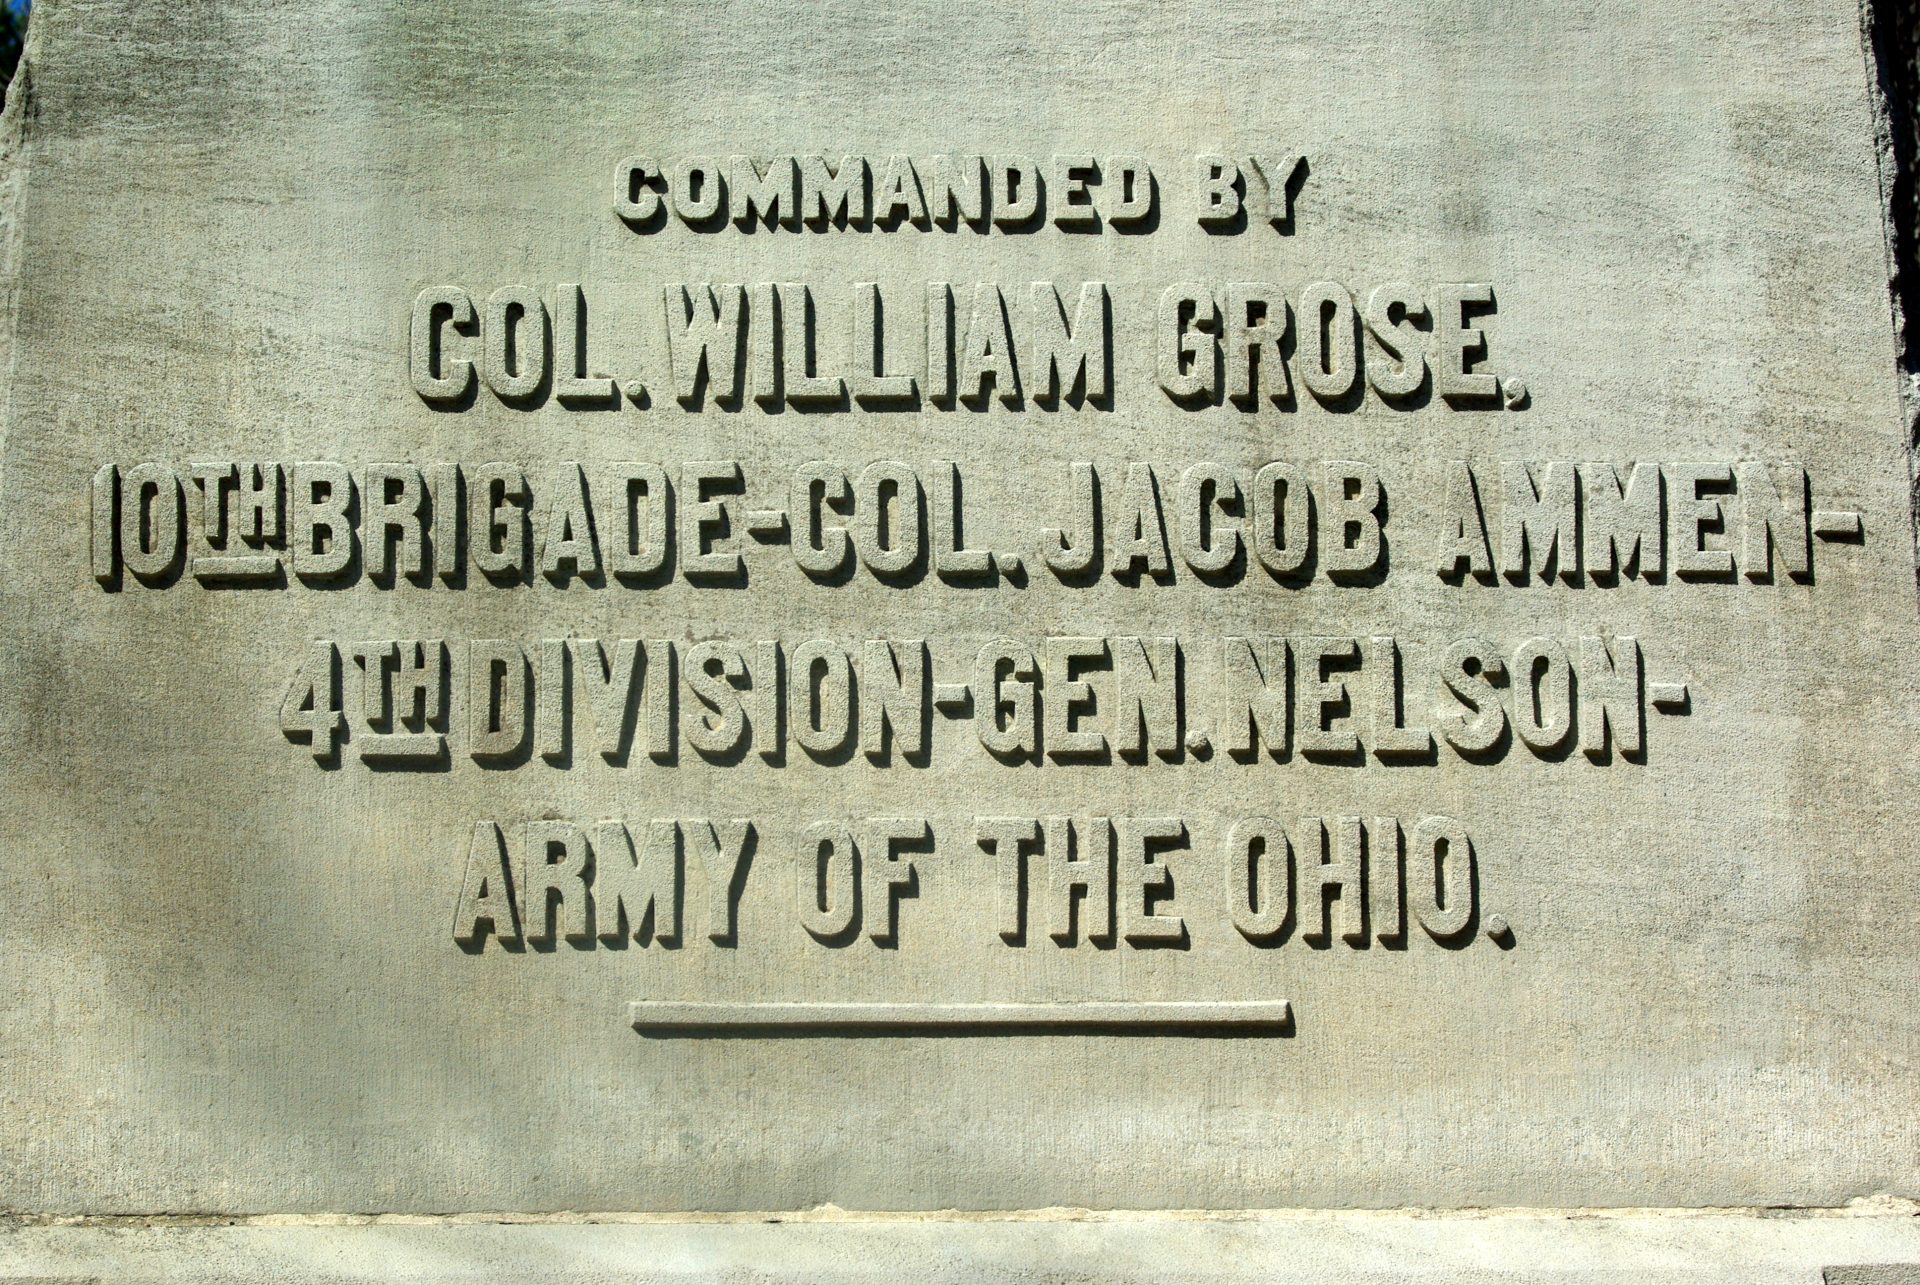 COMMANDED BY
COL. WILLIAM GROSE,
10TH BRIGADE-COL. JACOB AMMEN-
4TH DIVISION-GEN. NELSON-
ARMY OF THE OHIO.